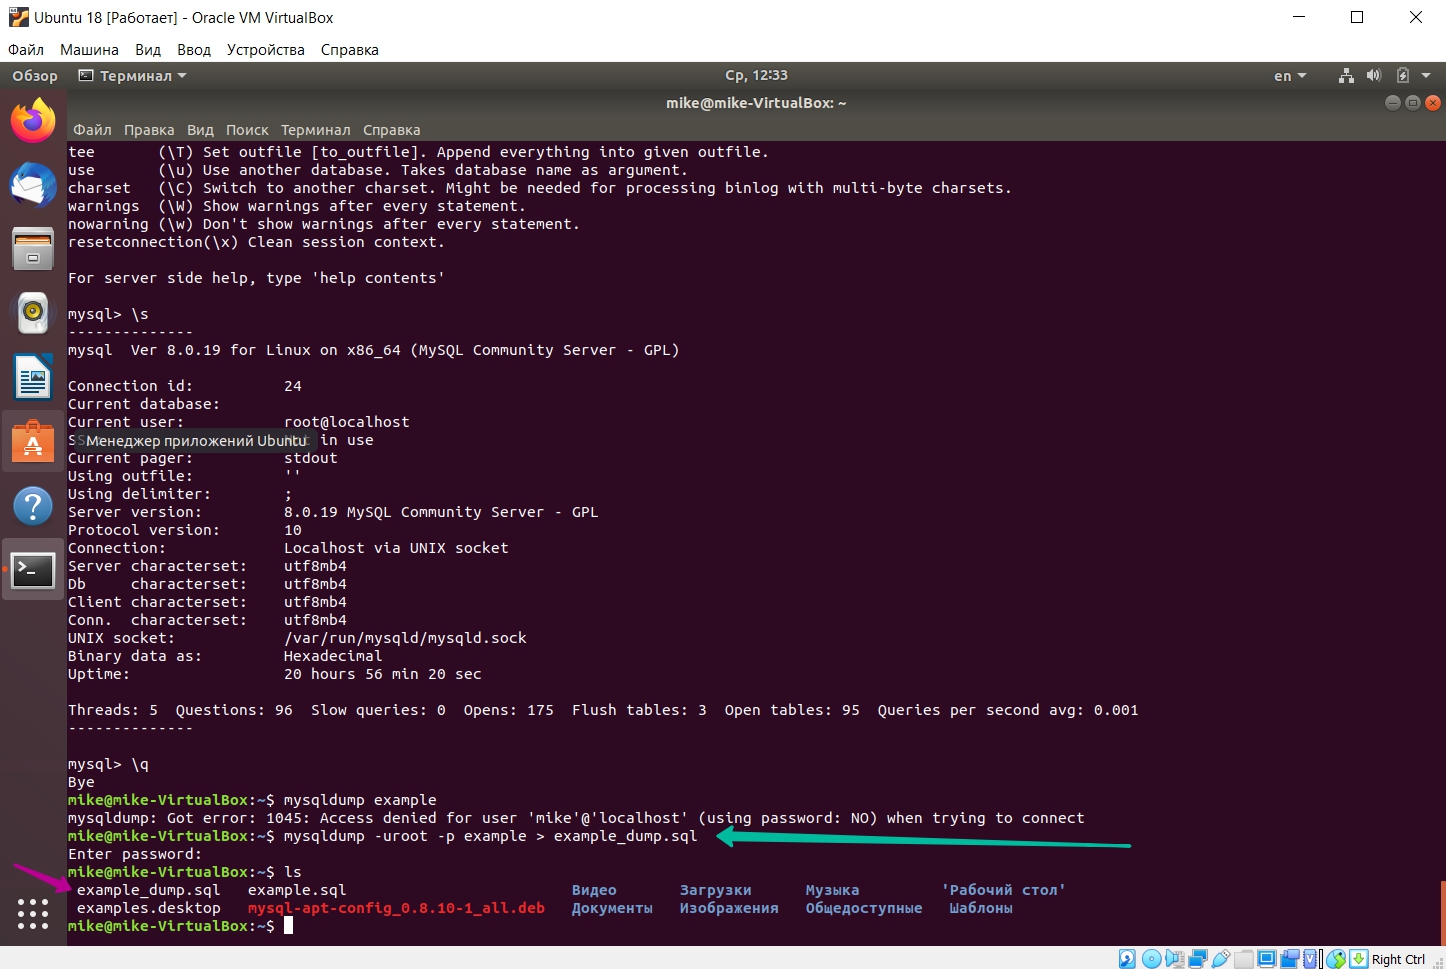 Ubuntu 18 [Работает] - Oracle VM VirtualBox
Файл Машина Вид Ввод Устройства Справка
Обзор Терминал Ср, 12:33 en
mike@mike-VirtualBox: ~
Файл Правка Вид Поиск Терминал Справка
tee       (\T) Set outfile [to_outfile]. Append everything into given outfile.
use       (\u) Use another database. Takes database name as argument.
charset   (\C) Switch to another charset. Might be needed for processing binlog with multi-byte charsets.
warnings  (\W) Show warnings after every statement.
nowarning (\w) Don't show warnings after every statement.
resetconnection(\x) Clean session context.
For server side help, type 'help contents'
mysql> \s
--------------
mysql  Ver 8.0.19 for Linux on x86_64 (MySQL Community Server - GPL)
Connection id:          24
Current database:
Current user:           root@localhost
Менеджер приложений Ubuntu in use
Current pager:          stdout
Using outfile:          ''
Using delimiter:        ;
Server version:         8.0.19 MySQL Community Server - GPL
Protocol version:       10
Connection:             Localhost via UNIX socket
Server characterset:    utf8mb4
Db     characterset:    utf8mb4
Client characterset:    utf8mb4
Conn.  characterset:    utf8mb4
UNIX socket:            /var/run/mysqld/mysqld.sock
Binary data as:         Hexadecimal
Uptime:                 20 hours 56 min 20 sec
Threads: 5  Questions: 96  Slow queries: 0  Opens: 175  Flush tables: 3  Open tables: 95  Queries per second avg: 0.001
--------------
mysql> \q
Bye
mike@mike-VirtualBox:~$ mysqldump example
mysqldump: Got error: 1045: Access denied for user 'mike'@'localhost' (using password: NO) when trying to connect
mike@mike-VirtualBox:~$ mysqldump -uroot -p example > example_dump.sql
Enter password:
mike@mike-VirtualBox:~$ ls
example_dump.sql   example.sql   Видео   Загрузки   Музыка   'Рабочий стол'
examples.desktop   mysql-apt-config_0.8.10-1_all.deb   Документы   Изображения   Общедоступные   Шаблоны
mike@mike-VirtualBox:~$
Right Ctrl